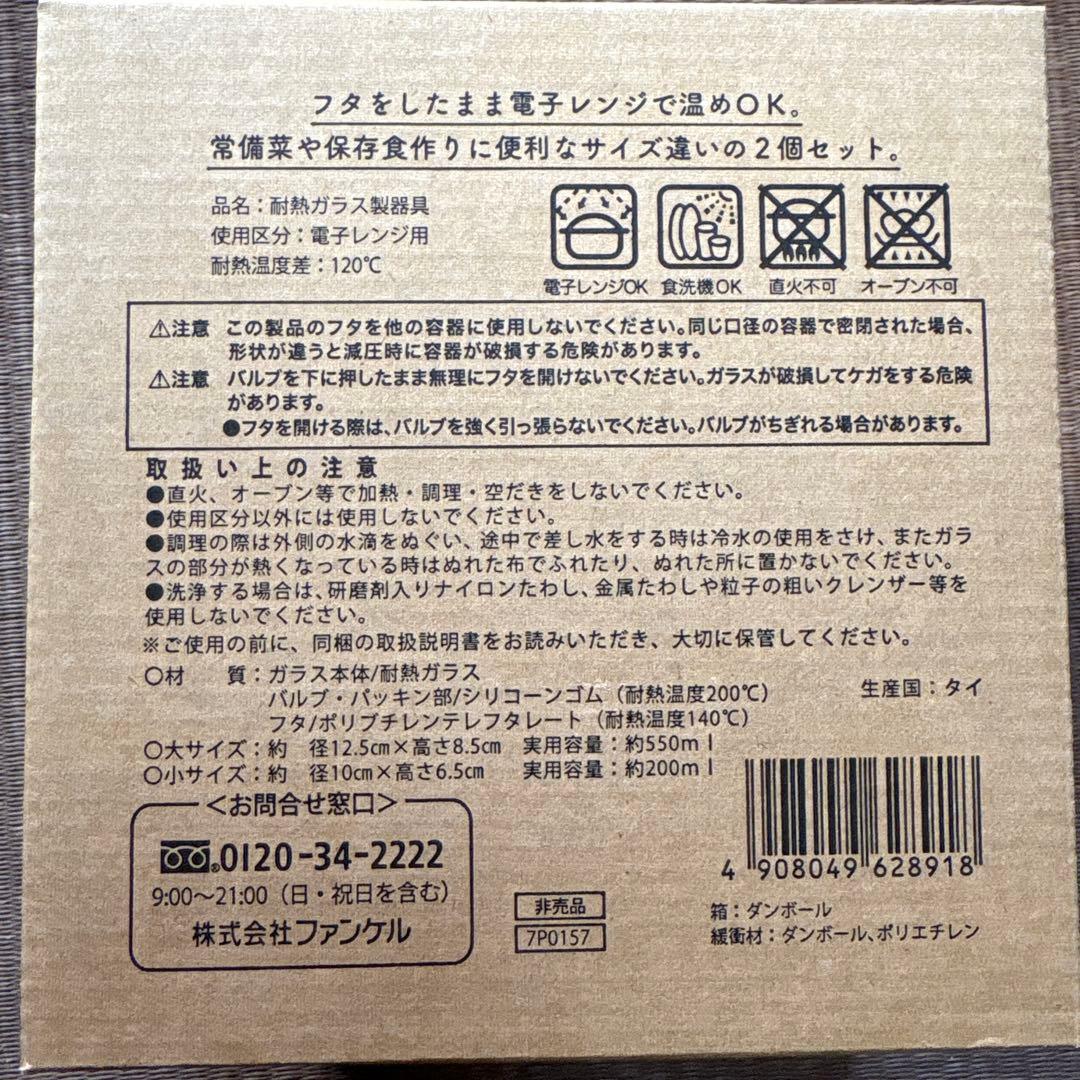 フタをしたまま電子レンジで温めOK。
常備菜や保存食作りに便利なサイズ違いの2個セット。
品名：耐熱ガラス製器具
使用区分：電子レンジ用
耐熱温度差：120℃
電子レンジOK 食洗機OK 直火不可 オーブン不可
⚠注意 この製品のフタを他の容器に使用しないでください。同じ口径の容器で密閉された場合、
形状が違うと減圧時に容器が破損する危険があります。
⚠注意 バルブを下に押したまま無理にフタを開けないでください。ガラスが破損してケガをする危険
があります。
●フタを開ける際は、バルブを強く引っ張らないでください。バルブがちぎれる場合があります。
取扱い上の注意
●直火、オーブン等で加熱・調理・空だきをしないでください。
●使用区分以外には使用しないでください。
●調理の際は外側の水滴をぬぐい、途中で差し水をする時は冷水の使用をさけ、またガラ
スの部分が熱くなっている時はぬれた布でふれたり、ぬれた所に置かないでください。
●洗浄する場合は、研磨剤入りナイロンたわし、金属たわしや粒子の粗いクレンザー等を
使用しないでください。
※ご使用の前に、同梱の取扱説明書をお読みいただき、大切に保管してください。
○材　質：ガラス本体/耐熱ガラス
バルブ・パッキン部/シリコーンゴム（耐熱温度200℃）
フタ/ポリブチレンテレフタレート（耐熱温度140℃）
生産国：タイ
○大サイズ：約　径12.5cm×高さ8.5cm　実用容量：約550ml
○小サイズ：約　径10cm×高さ6.5cm　実用容量：約200ml
＜お問合せ窓口＞
0120-34-2222
9:00～21:00（日・祝日を含む）
株式会社ファンケル
非売品
7P0157
4 908049 628918
箱：ダンボール
緩衝材：ダンボール、ポリエチレン